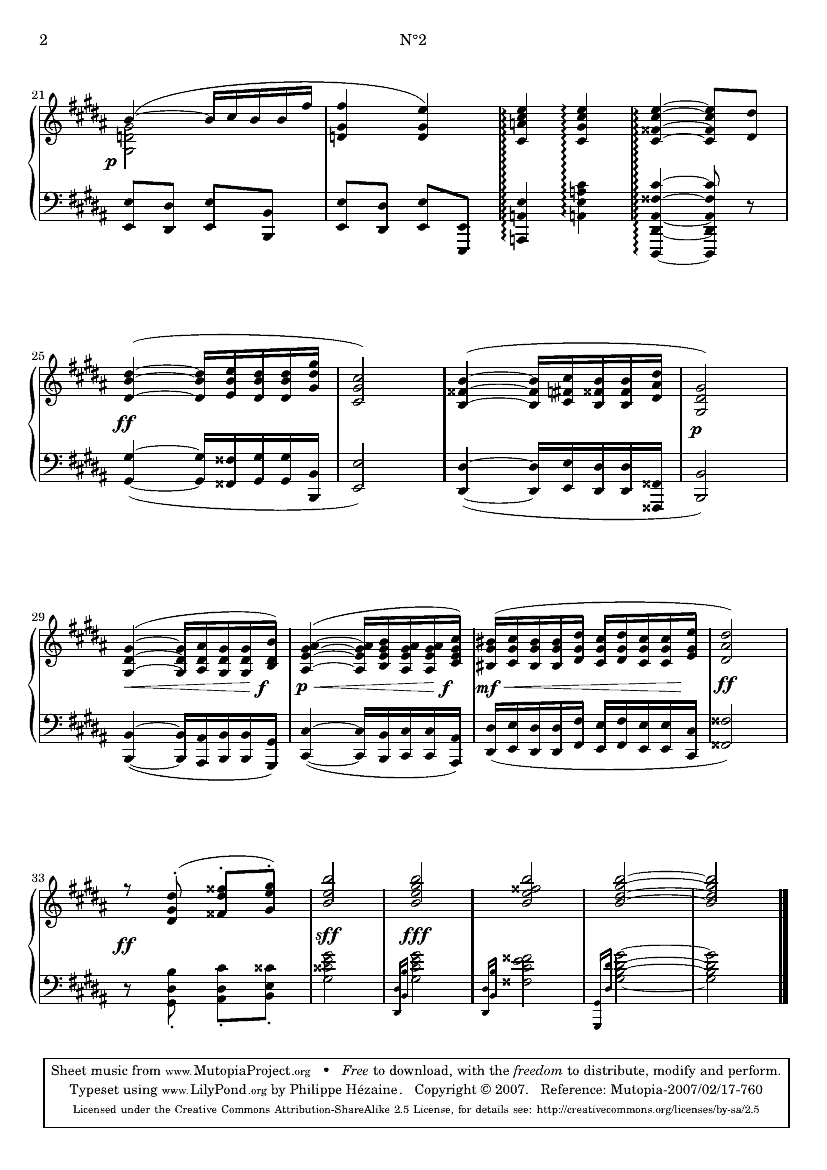 2
N°2
21
p
25
ff
p
29
f
p
f
mf
ff
33
ff
sff
fff
Sheet music from www.MutopiaProject.org • Free to download, with the freedom to distribute, modify and perform.
Typeset using www.LilyPond.org by Philippe Hézaine. Copyright © 2007. Reference: Mutopia-2007/02/17-760
Licensed under the Creative Commons Attribution-ShareAlike 2.5 License, for details see: http://creativecommons.org/licenses/by-sa/2.5